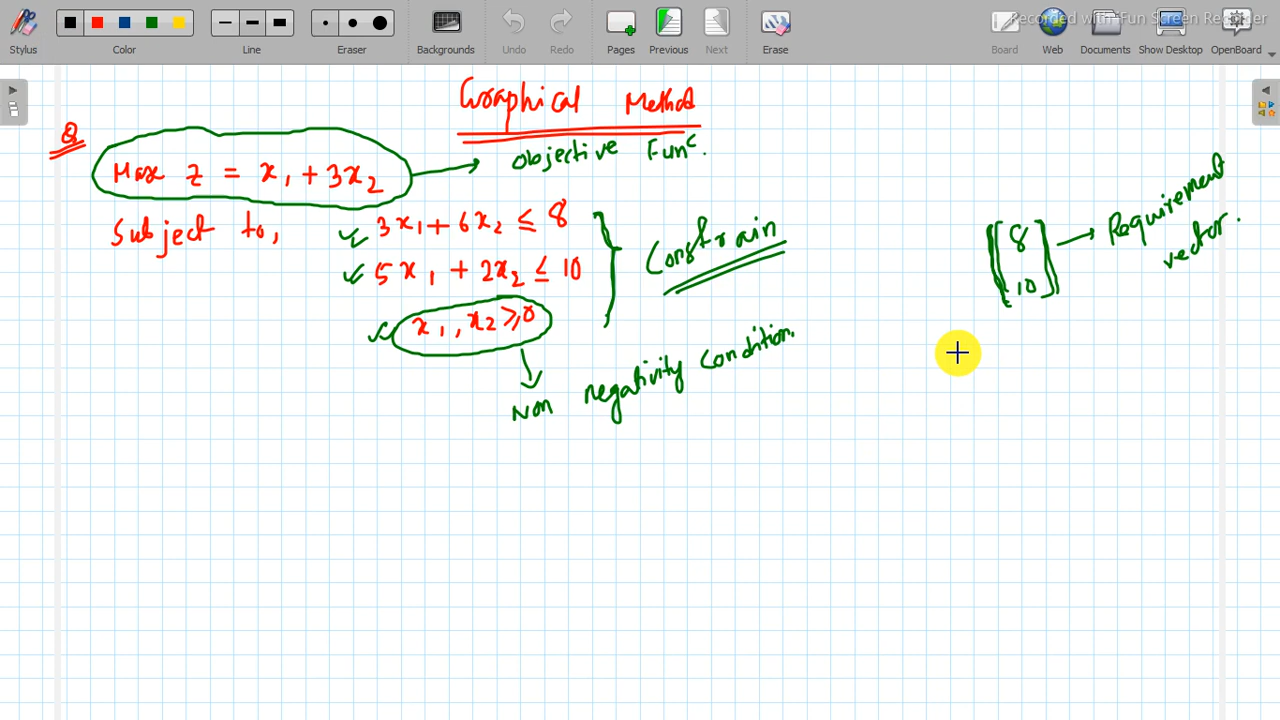 Recorded with Fun Screen Recorder
Stylus Color Line Eraser Backgrounds Undo Redo Pages Previous Next Erase Board Web Documents Show Desktop OpenBoard
Graphical Method
Q
Max Z = x₁ + 3x₂ → Objective Funᶜ.
Subject to, 3x₁ + 6x₂ ≤ 8
5x₁ + 2x₂ ≤ 10
x₁, x₂ ≥ 0
Constrain
Non negativity Condition.
[8
10] → Requirement
vector.